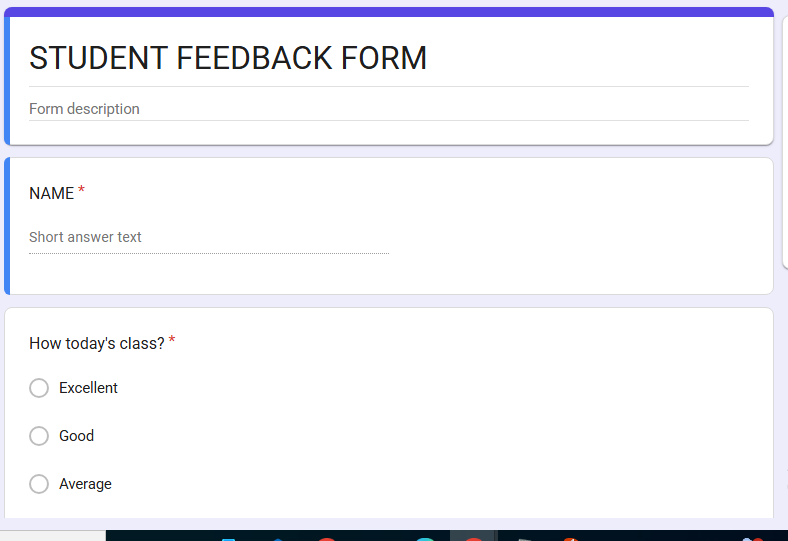 STUDENT FEEDBACK FORM
Form description
NAME *
Short answer text
How today's class? *
Excellent
Good
Average